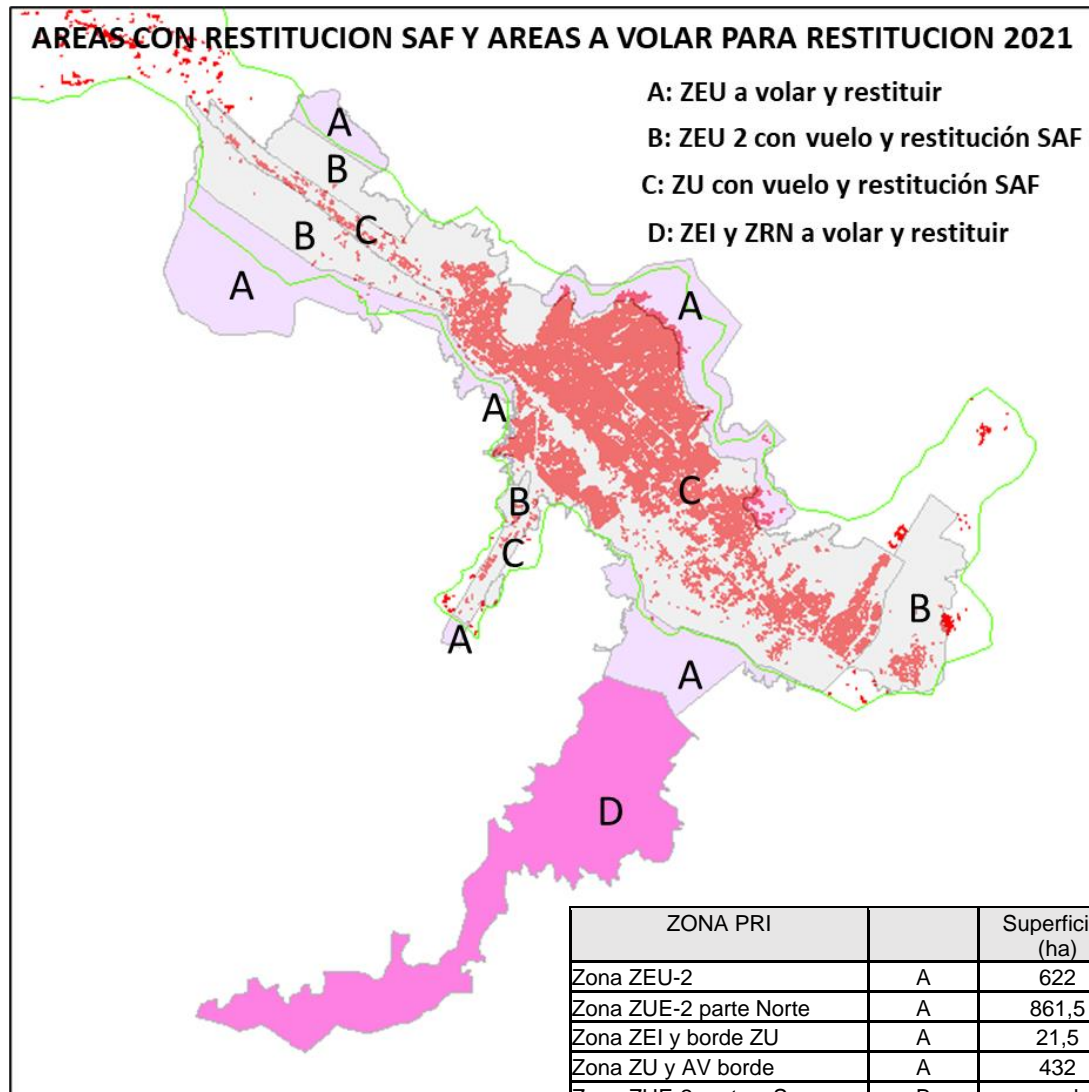 AREAS CON RESTITUCION SAF Y AREAS A VOLAR PARA RESTITUCION 2021
A: ZEU a volar y restituir
B: ZEU 2 con vuelo y restitución SAF
C: ZU con vuelo y restitución SAF
D: ZEI y ZRN a volar y restituir
A
B
C
B
A
A
A
C
B
C
B
A
A
D
ZONA PRI Superfici (ha)
Zona ZEU-2 A 622
Zona ZUE-2 parte Norte A 861,5
Zona ZEI y borde ZU A 21,5
Zona ZU y AV borde A 432